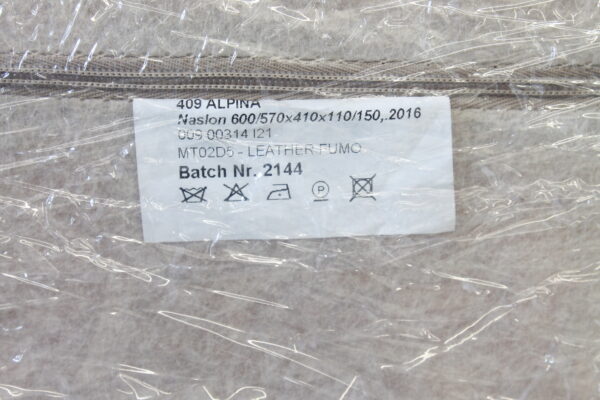 409 ALPINA
Naslon 600/570x410x110/150,.2016
009 00314 I21
MT02D5 - LEATHER FUMO
Batch Nr. 2144
P